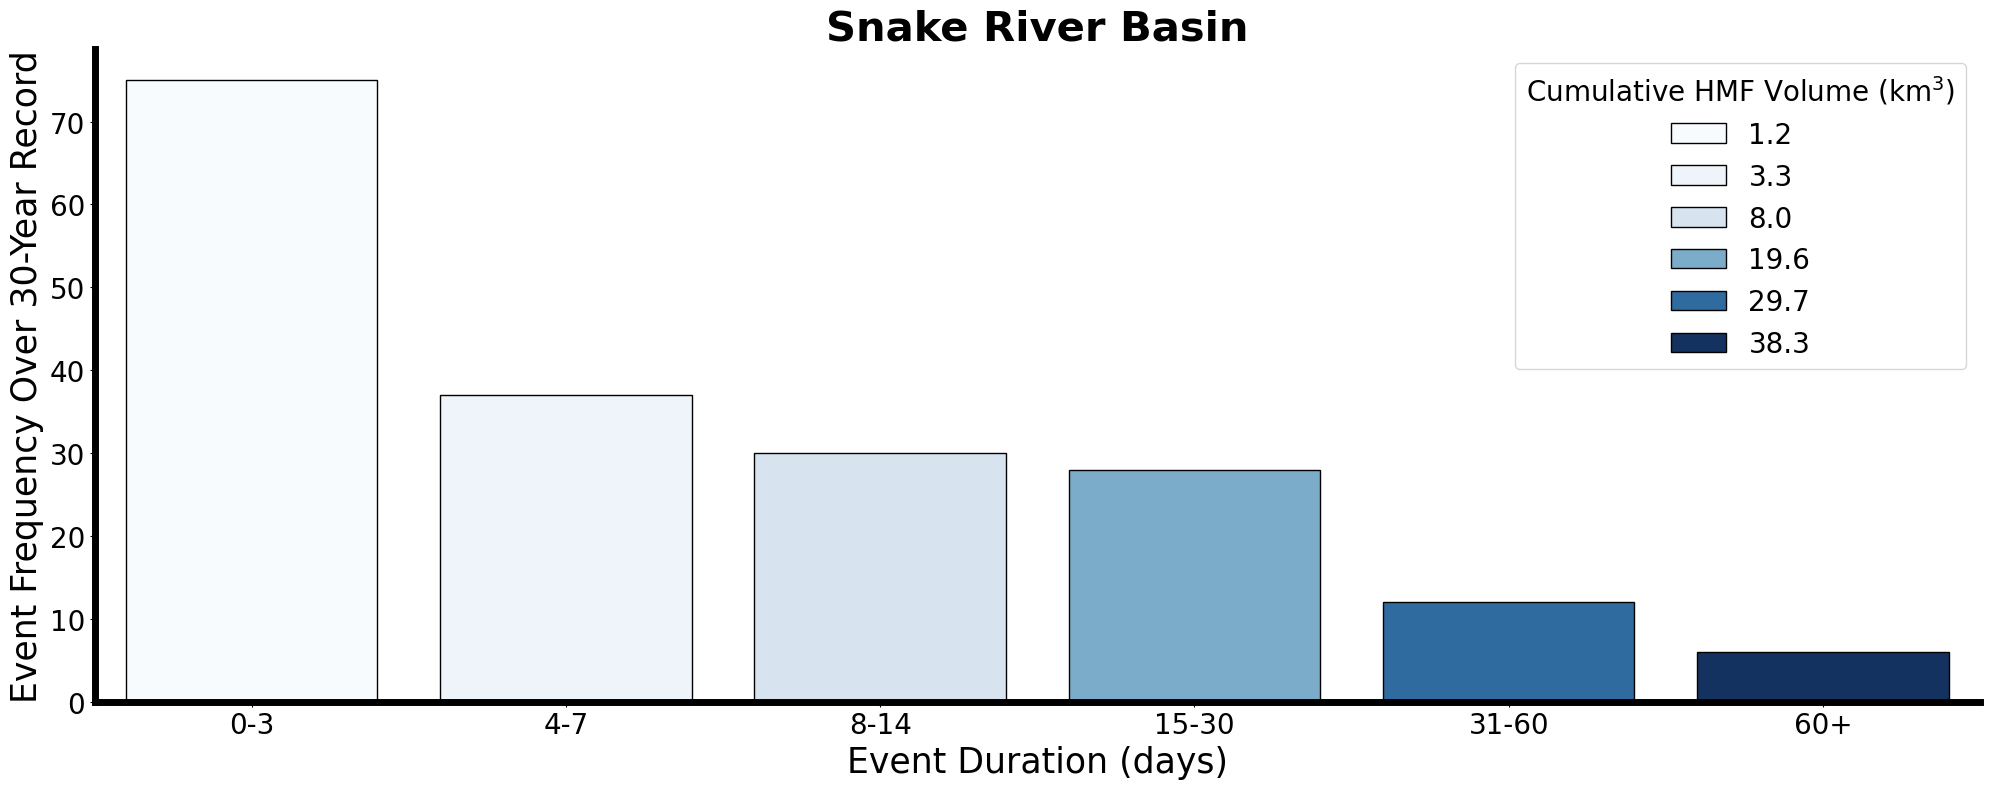 Snake River Basin
Event Frequency Over 30-Year Record
70
60
50
40
30
20
10
0
Cumulative HMF Volume (km³)
1.2
3.3
8.0
19.6
29.7
38.3
0-3 4-7 8-14 15-30 31-60 60+
Event Duration (days)